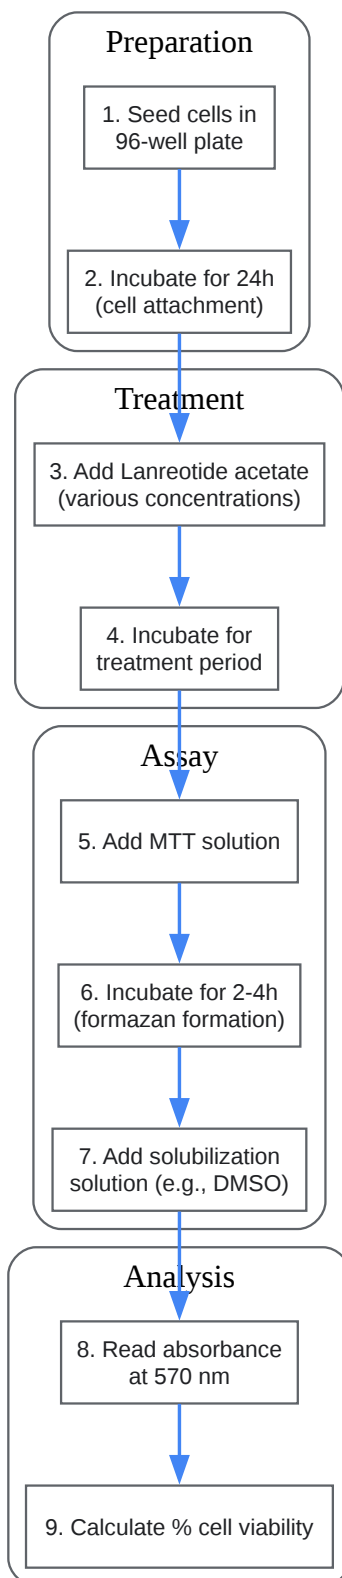 Preparation
1. Seed cells in
96-well plate
2. Incubate for 24h
(cell attachment)
Treatment
3. Add Lanreotide acetate
(various concentrations)
4. Incubate for
treatment period
Assay
5. Add MTT solution
6. Incubate for 2-4h
(formazan formation)
7. Add solubilization
solution (e.g., DMSO)
Analysis
8. Read absorbance
at 570 nm
9. Calculate % cell viability